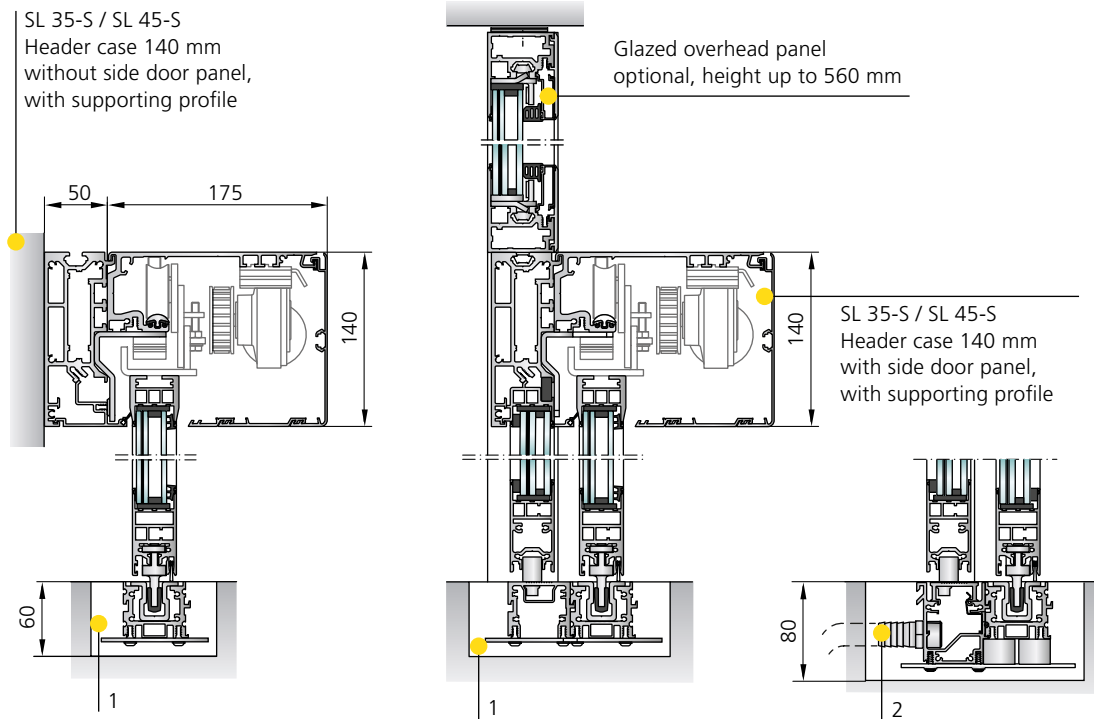 SL 35-S / SL 45-S
Header case 140 mm
without side door panel,
with supporting profile
Glazed overhead panel
optional, height up to 560 mm
50
175
140
140
SL 35-S / SL 45-S
Header case 140 mm
with side door panel,
with supporting profile
60
80
1
1
2